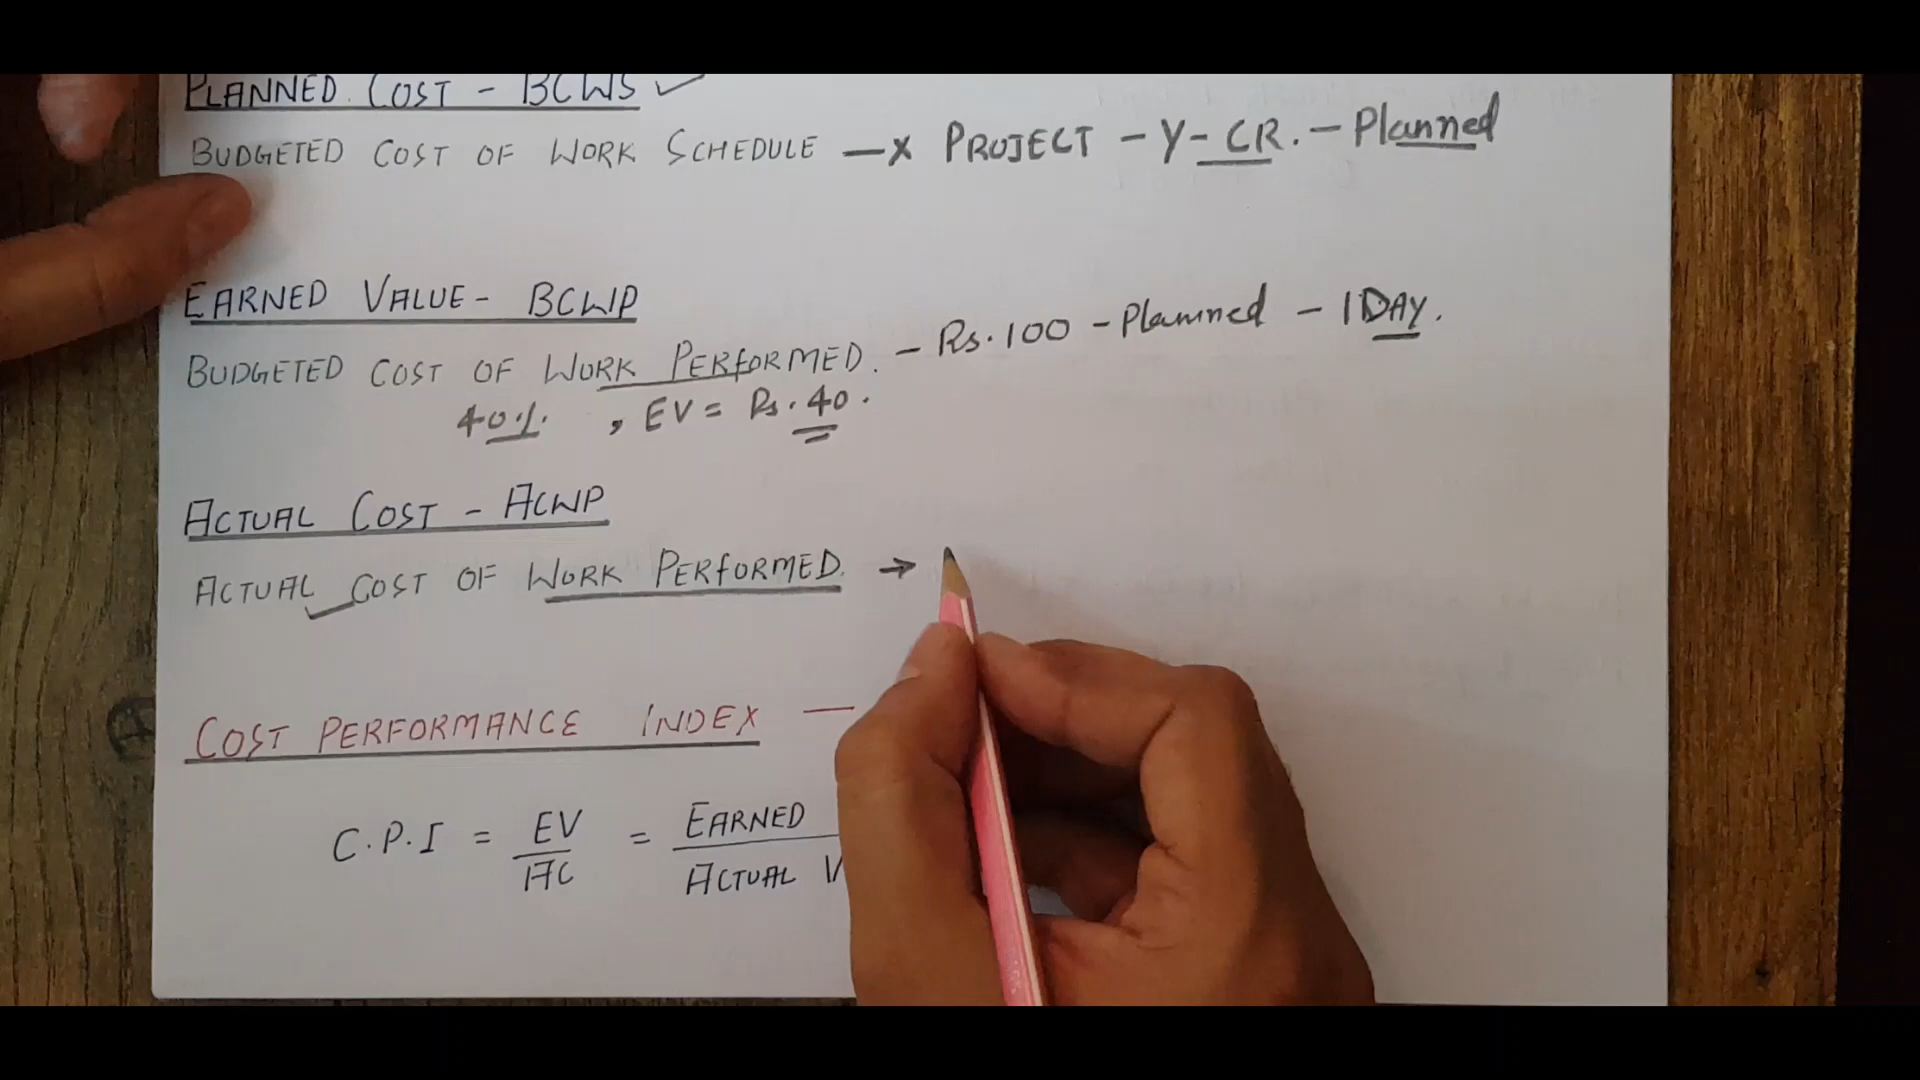 PLANNED COST - BCWS
BUDGETED COST OF WORK SCHEDULE - X PROJECT - Y - CR. - Planned
EARNED VALUE - BCWP
BUDGETED COST OF WORK PERFORMED. - Rs. 100 - Planned - 1 DAY.
40% , EV = Rs. 40.
ACTUAL COST - ACWP
ACTUAL COST OF WORK PERFORMED. →
COST PERFORMANCE INDEX —
C.P.I = EV / AC = EARNED / ACTUAL V